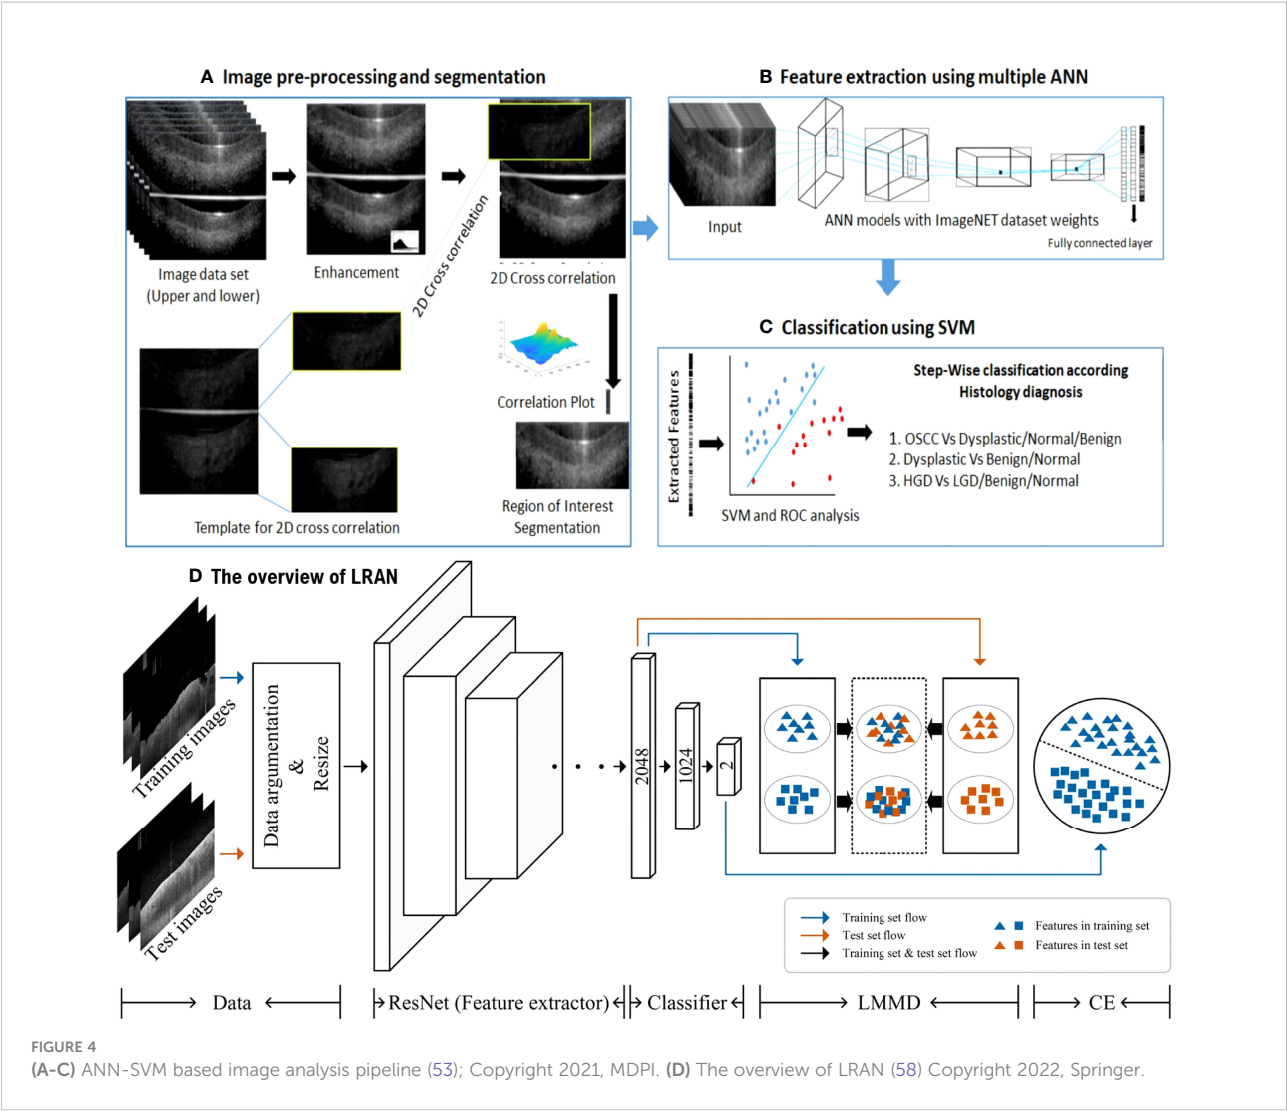 A Image pre-processing and segmentation
Image data set
(Upper and lower)
Enhancement
2D Cross correlation
2D Cross correlation
Correlation Plot
Region of Interest
Segmentation
Template for 2D cross correlation
B Feature extraction using multiple ANN
Input
ANN models with ImageNET dataset weights
Fully connected layer
C Classification using SVM
Extracted Features
SVM and ROC analysis
Step-Wise classification according
Histology diagnosis
1. OSCC Vs Dysplastic/Normal/Benign
2. Dysplastic Vs Benign/Normal
3. HGD Vs LGD/Benign/Normal
D The overview of LRAN
Training images
Test images
Data argumentation
&
Resize
2048
1024
2
Training set flow
Test set flow
Training set & test set flow
Features in training set
Features in test set
Data
ResNet (Feature extractor)
Classifier
LMMD
CE
FIGURE 4
(A-C) ANN-SVM based image analysis pipeline (53); Copyright 2021, MDPI. (D) The overview of LRAN (58) Copyright 2022, Springer.